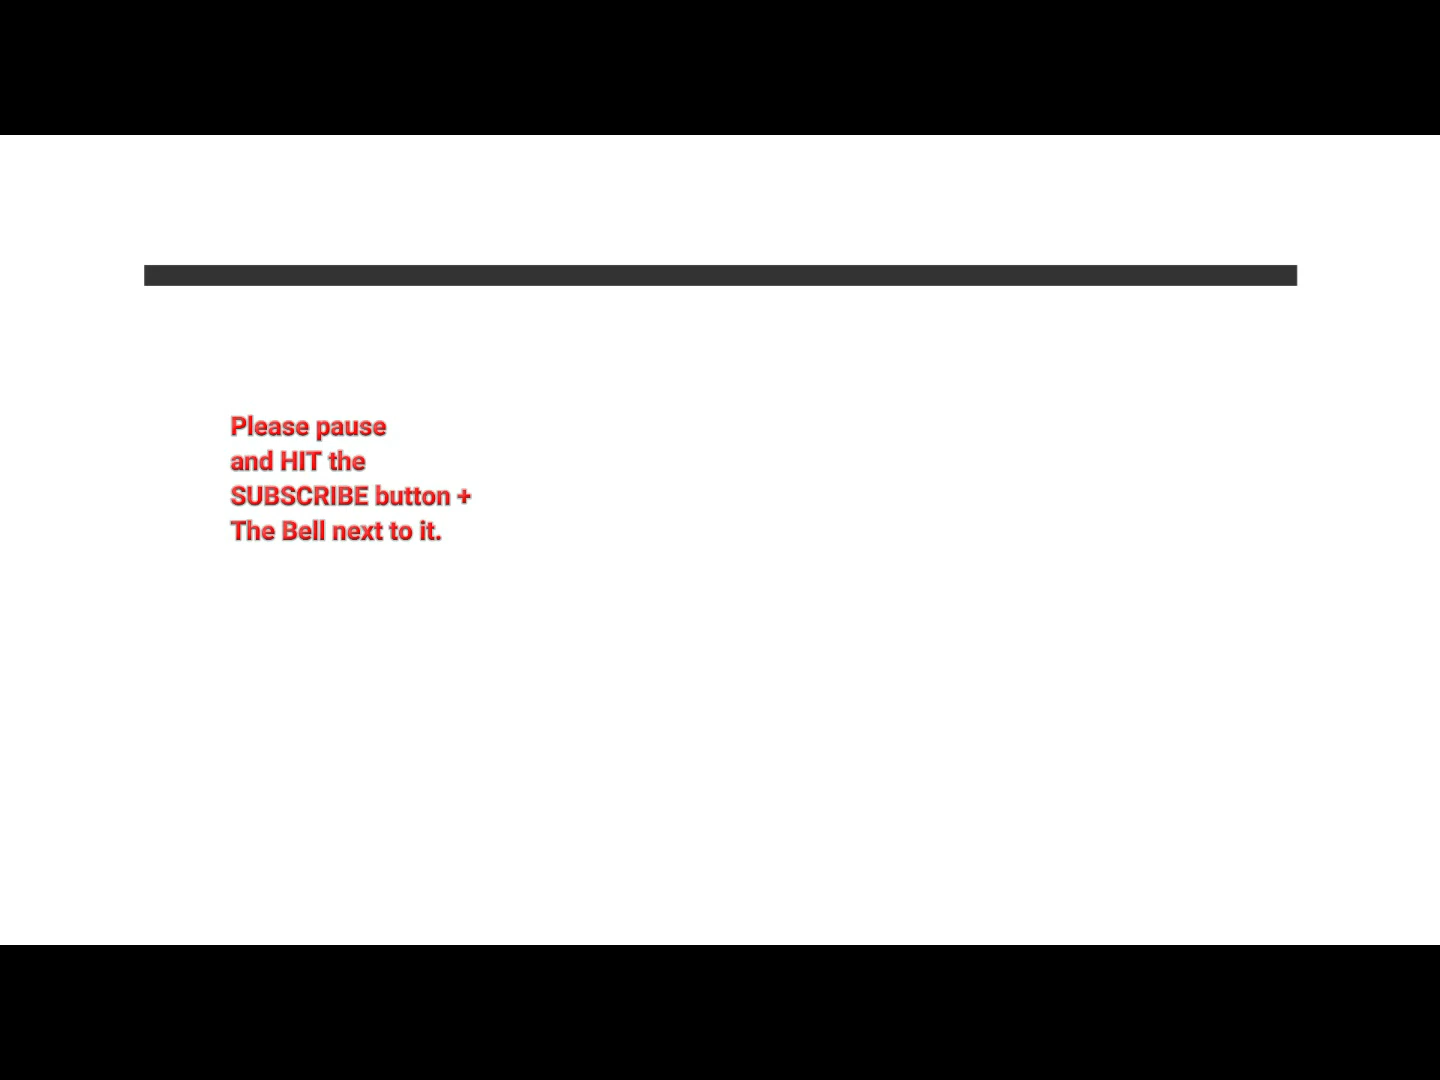 Please pause
and HIT the
SUBSCRIBE button +
The Bell next to it.